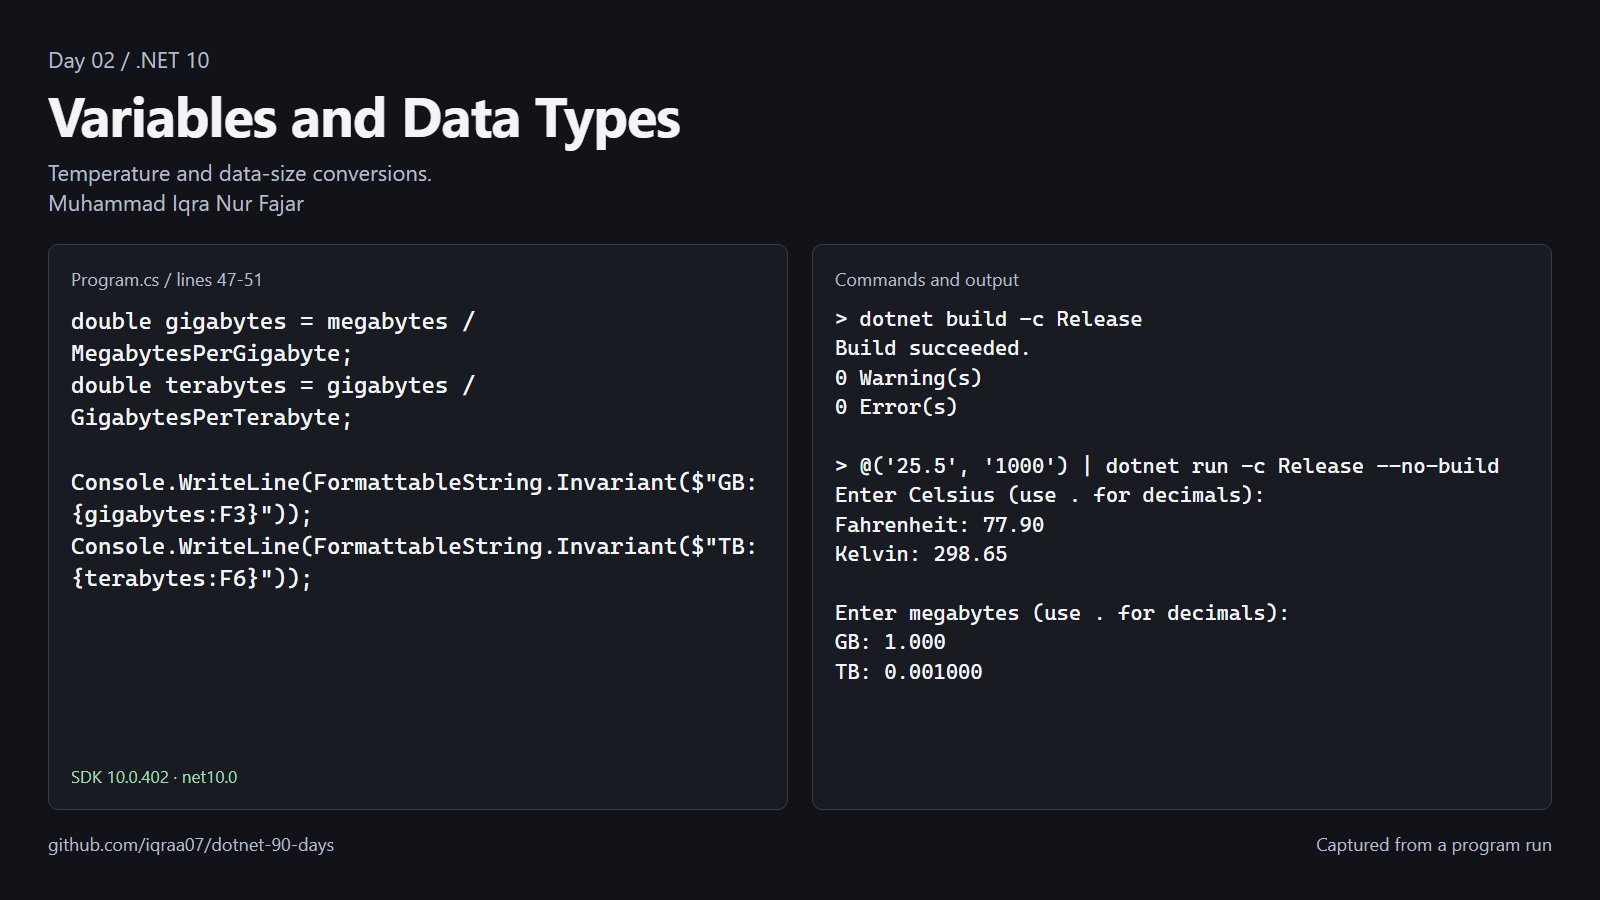 Day 02 / .NET 10
Variables and Data Types
Temperature and data-size conversions.
Muhammad Iqra Nur Fajar
Program.cs / lines 47-51
double gigabytes = megabytes /
MegabytesPerGigabyte;
double terabytes = gigabytes /
GigabytesPerTerabyte;
Console.WriteLine(FormattableString.Invariant($"GB:
{gigabytes:F3}"));
Console.WriteLine(FormattableString.Invariant($"TB:
{terabytes:F6}"));
SDK 10.0.402 · net10.0
Commands and output
> dotnet build -c Release
Build succeeded.
0 Warning(s)
0 Error(s)
> @('25.5', '1000') | dotnet run -c Release --no-build
Enter Celsius (use . for decimals):
Fahrenheit: 77.90
Kelvin: 298.65
Enter megabytes (use . for decimals):
GB: 1.000
TB: 0.001000
github.com/iqraa07/dotnet-90-days
Captured from a program run